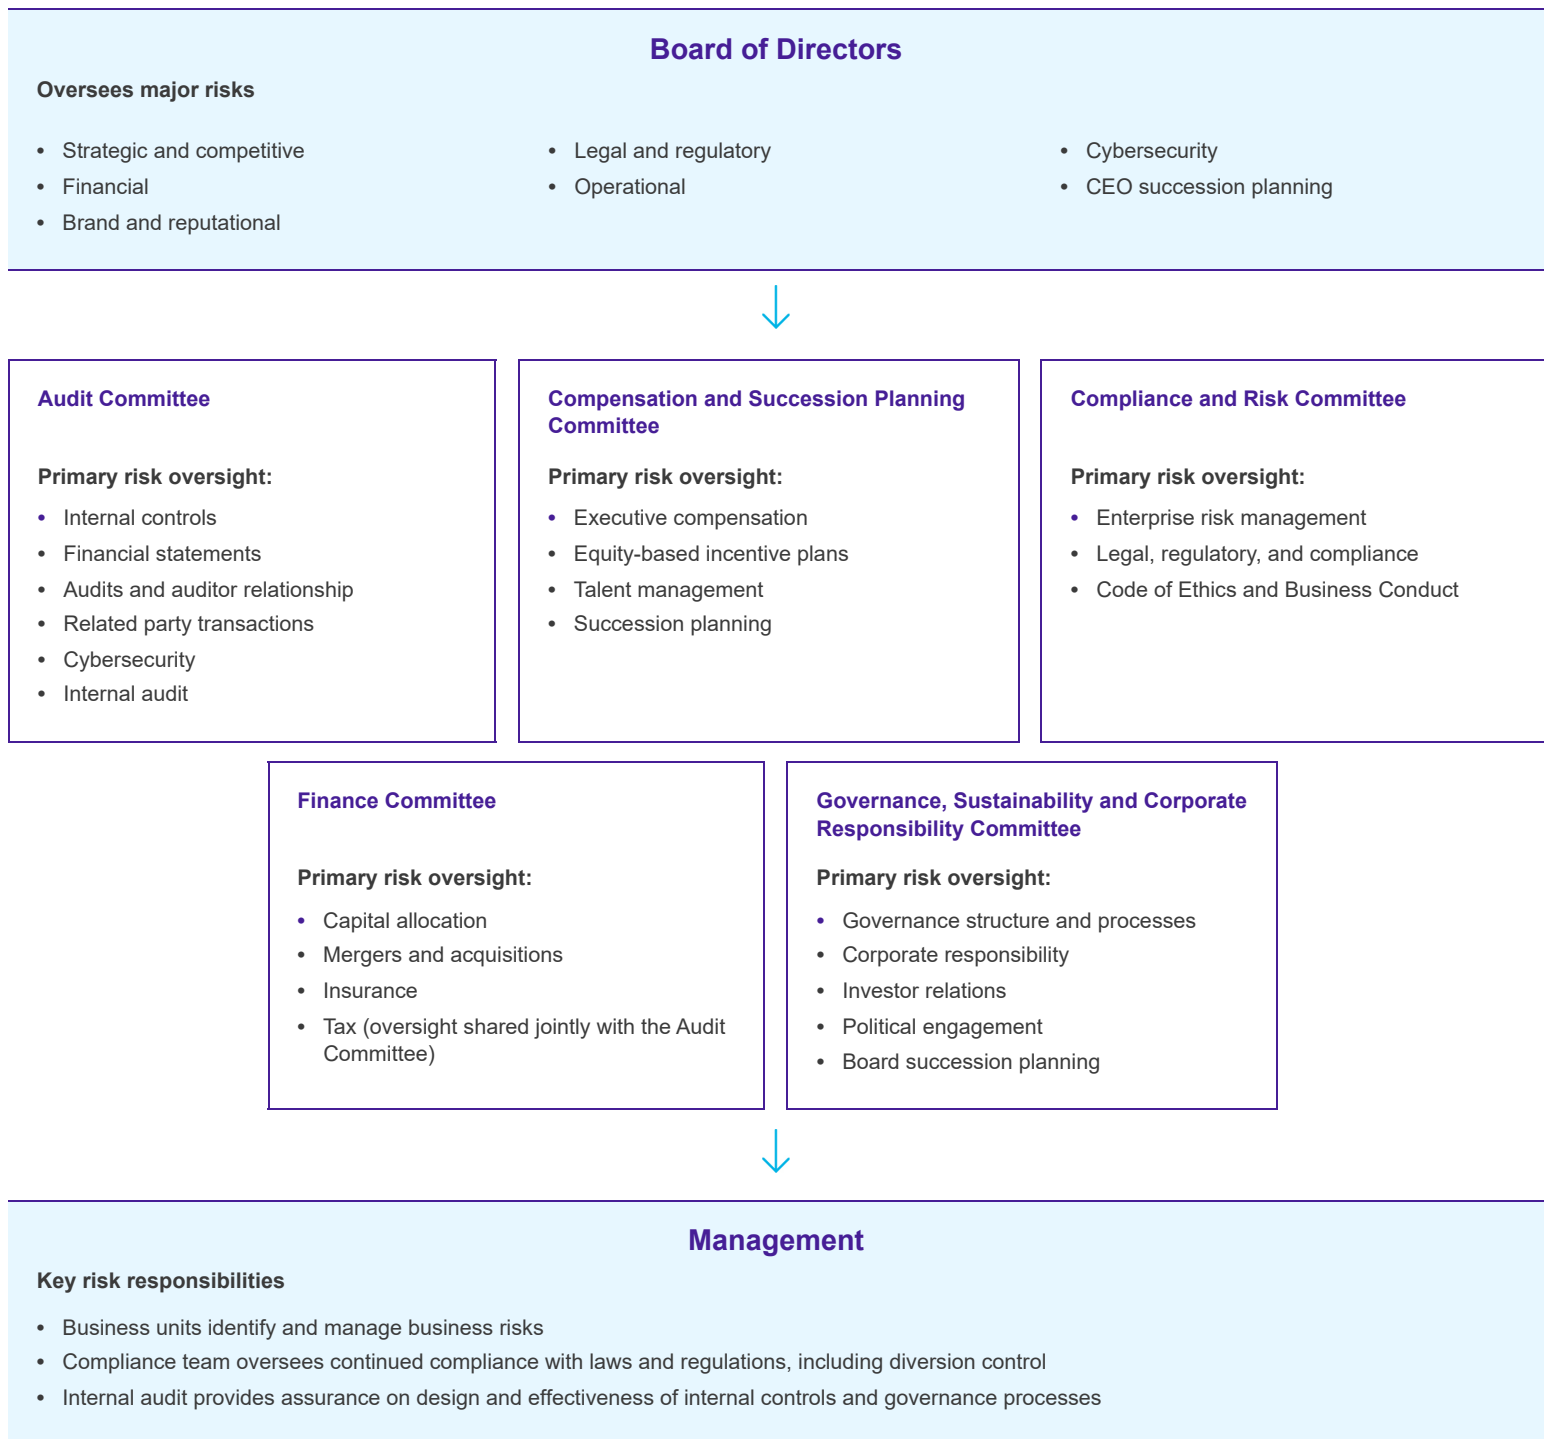 Board of Directors
Oversees major risks
• Strategic and competitive
• Financial
• Brand and reputational
• Legal and regulatory
• Operational
• Cybersecurity
• CEO succession planning
Audit Committee
Primary risk oversight:
• Internal controls
• Financial statements
• Audits and auditor relationship
• Related party transactions
• Cybersecurity
• Internal audit
Compensation and Succession Planning
Committee
Primary risk oversight:
• Executive compensation
• Equity-based incentive plans
• Talent management
• Succession planning
Compliance and Risk Committee
Primary risk oversight:
• Enterprise risk management
• Legal, regulatory, and compliance
• Code of Ethics and Business Conduct
Finance Committee
Primary risk oversight:
• Capital allocation
• Mergers and acquisitions
• Insurance
• Tax (oversight shared jointly with the Audit
Committee)
Governance, Sustainability and Corporate
Responsibility Committee
Primary risk oversight:
• Governance structure and processes
• Corporate responsibility
• Investor relations
• Political engagement
• Board succession planning
Management
Key risk responsibilities
• Business units identify and manage business risks
• Compliance team oversees continued compliance with laws and regulations, including diversion control
• Internal audit provides assurance on design and effectiveness of internal controls and governance processes